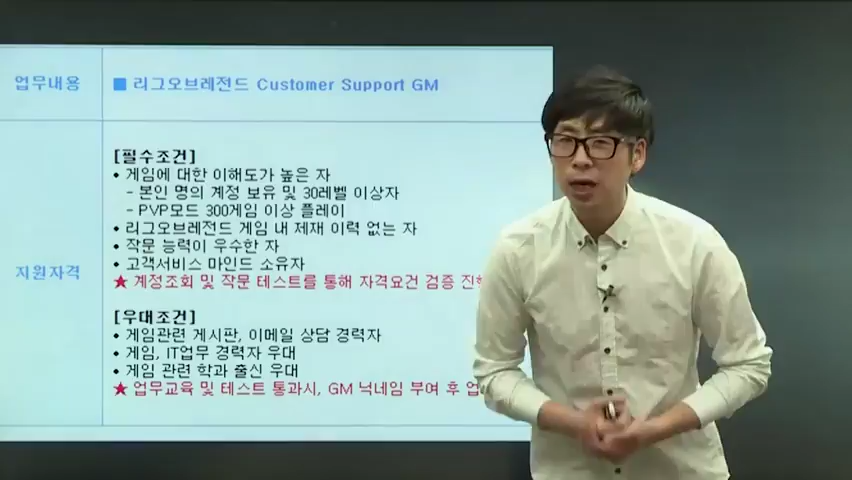 업무내용
■ 리그오브레전드 Customer Support GM
지원자격
[필수조건]
• 게임에 대한 이해도가 높은 자
- 본인 명의 계정 보유 및 30레벨 이상자
- PVP모드 300게임 이상 플레이
• 리그오브레전드 게임 내 제재 이력 없는 자
• 작문 능력이 우수한 자
• 고객서비스 마인드 소유자
★ 계정조회 및 작문 테스트를 통해 자격요건 검증 진
[우대조건]
• 게임관련 게시판, 이메일 상담 경력자
• 게임, IT업무 경력자 우대
• 게임 관련 학과 출신 우대
★ 업무교육 및 테스트 통과시, GM 닉네임 부여 후 업